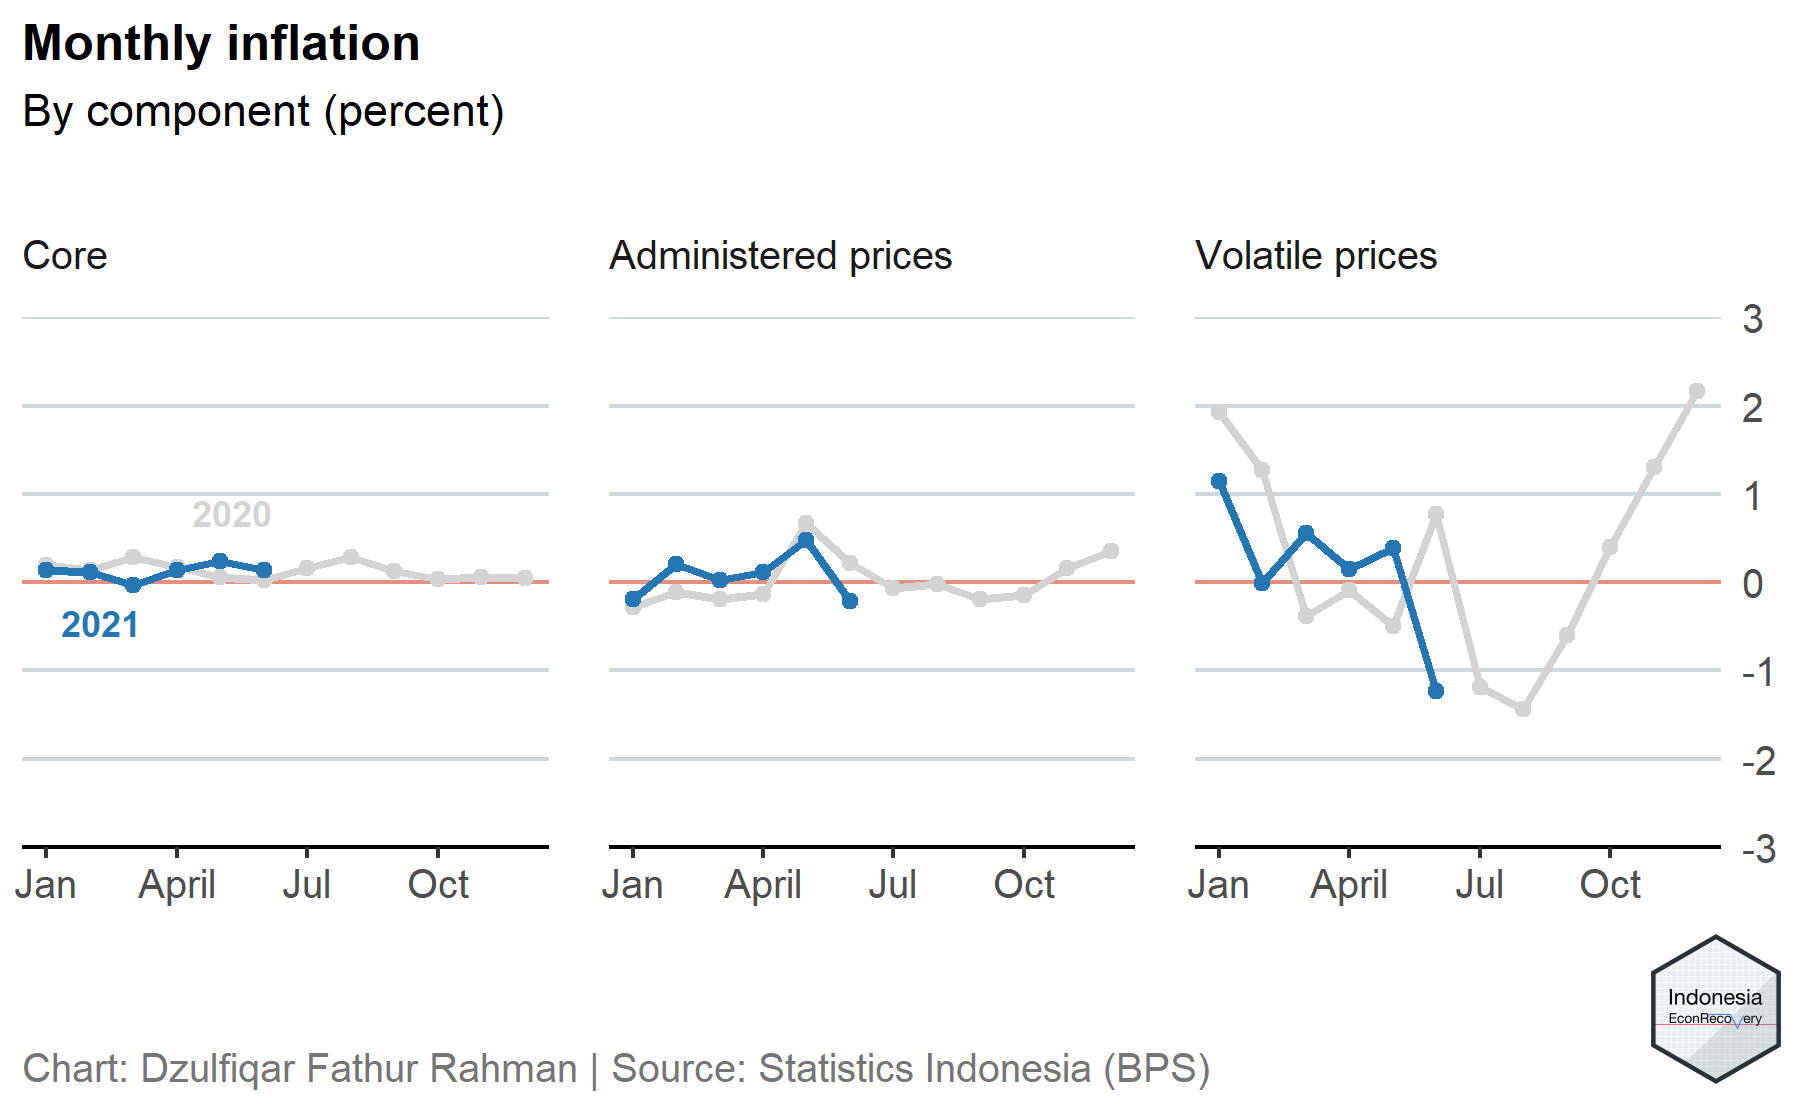 Monthly inflation
By component (percent)
Core
Administered prices
Volatile prices
3
2
1
0
-1
-2
-3
2020
2021
Jan April Jul Oct
Jan April Jul Oct
Jan April Jul Oct
Indonesia
EconRecovery
Chart: Dzulfiqar Fathur Rahman | Source: Statistics Indonesia (BPS)